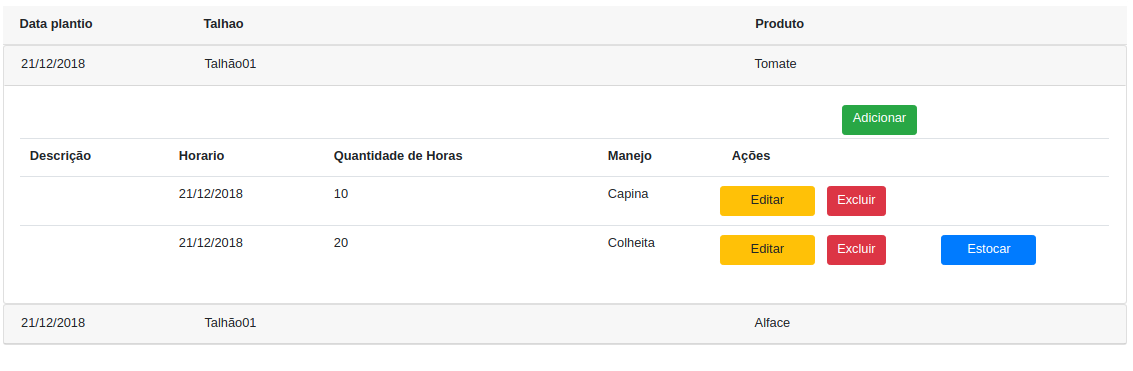 Data plantio Talhao Produto
21/12/2018 Talhão01 Tomate
Adicionar
Descrição Horario Quantidade de Horas Manejo Ações
21/12/2018 10 Capina Editar Excluir
21/12/2018 20 Colheita Editar Excluir Estocar
21/12/2018 Talhão01 Alface